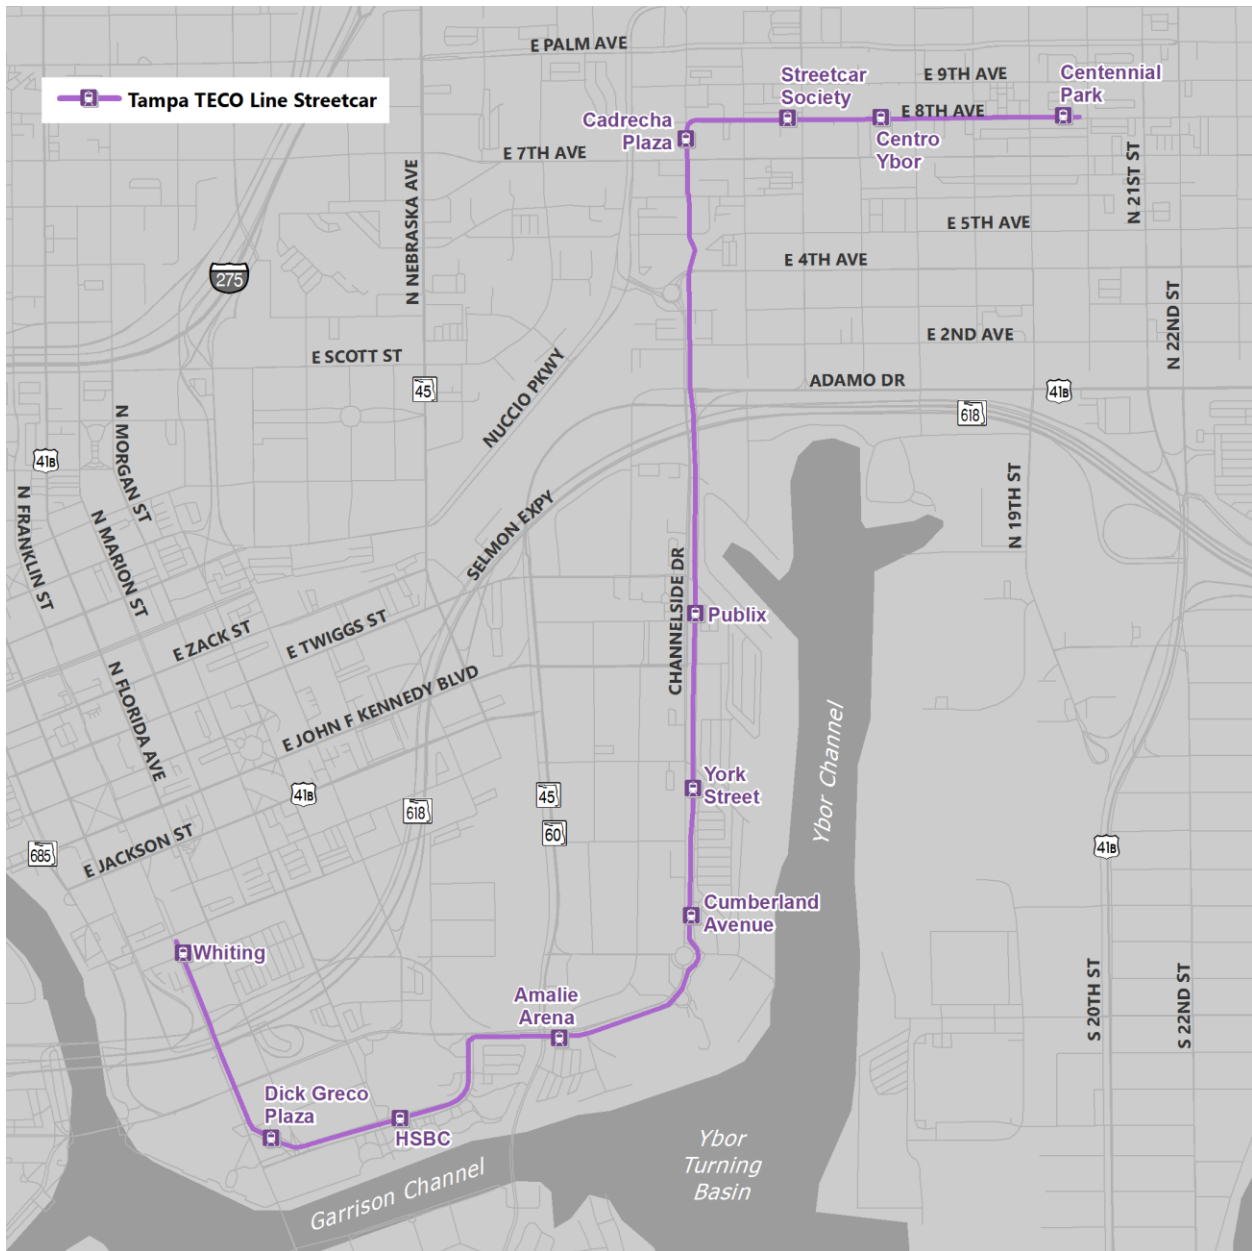 E PALM AVE
Tampa TECO Line Streetcar
Streetcar
Society
E 9TH AVE
Centennial
Park
E 8TH AVE
Cadrecha
Plaza
Centro
Ybor
E 7TH AVE
N NEBRASKA AVE
N 21ST ST
E 5TH AVE
E 4TH AVE
275
N 22ND ST
E 2ND AVE
E SCOTT ST
NUCCIO PKWY
ADAMO DR
45
41B
618
N MORGAN ST
41B
N FRANKLIN ST
N MARION ST
SELMON EXPY
N 19TH ST
CHANNELSIDE DR
Publix
E ZACK ST
E TWIGGS ST
N FLORIDA AVE
E JOHN F KENNEDY BLVD
Ybor Channel
York
Street
41B
618
45
60
685
E JACKSON ST
41B
Cumberland
Avenue
Whiting
Amalie
Arena
S 20TH ST
S 22ND ST
Dick Greco
Plaza
HSBC
Ybor
Turning
Basin
Garrison Channel